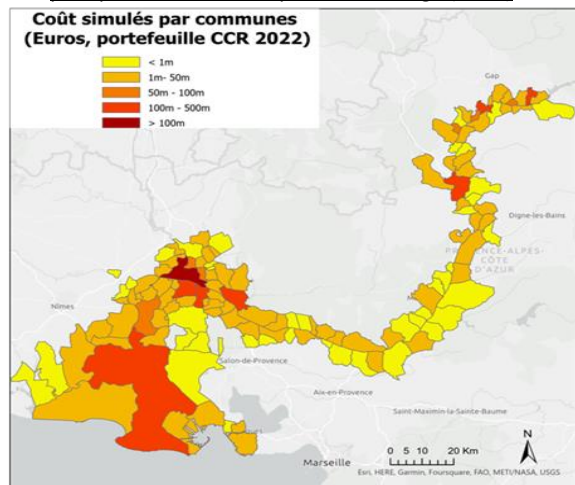 Coût simulés par communes
(Euros, portefeuille CCR 2022)
< 1m
1m- 50m
50m - 100m
100m - 500m
> 100m
Gap
Digne-les-Bains
PROVENCE-ALPES-
CÔTE
D'AZUR
Nîmes
Salon-de-Provence
Aix-en-Provence
Saint-Maximin-la-Sainte-Baume
Marseille
0 5 10 20 Km
N
Esri, HERE, Garmin, Foursquare, FAO, METI/NASA, USGS